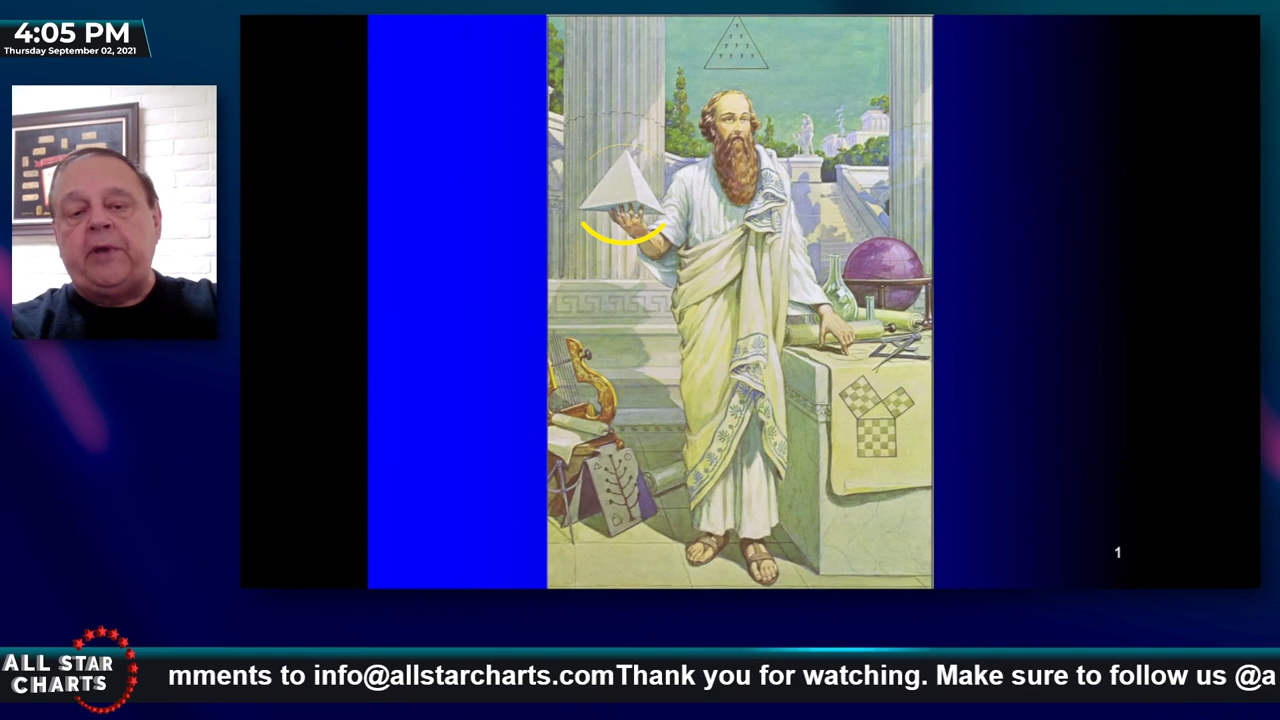 4:05 PM
Thursday September 02, 2021
1
ALL STAR
CHARTS
mments to info@allstarcharts.comThank you for watching. Make sure to follow us @a